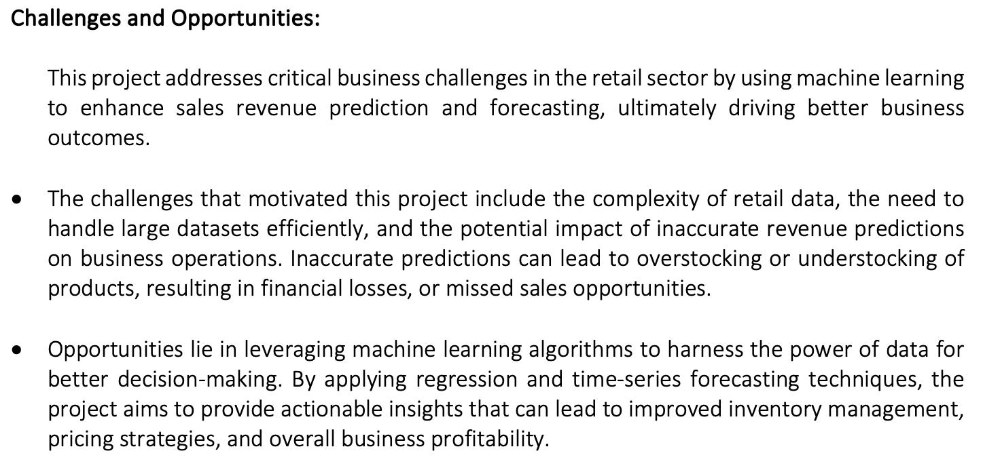 Challenges and Opportunities:
This project addresses critical business challenges in the retail sector by using machine learning
to enhance sales revenue prediction and forecasting, ultimately driving better business
outcomes.
• The challenges that motivated this project include the complexity of retail data, the need to
handle large datasets efficiently, and the potential impact of inaccurate revenue predictions
on business operations. Inaccurate predictions can lead to overstocking or understocking of
products, resulting in financial losses, or missed sales opportunities.
• Opportunities lie in leveraging machine learning algorithms to harness the power of data for
better decision-making. By applying regression and time-series forecasting techniques, the
project aims to provide actionable insights that can lead to improved inventory management,
pricing strategies, and overall business profitability.